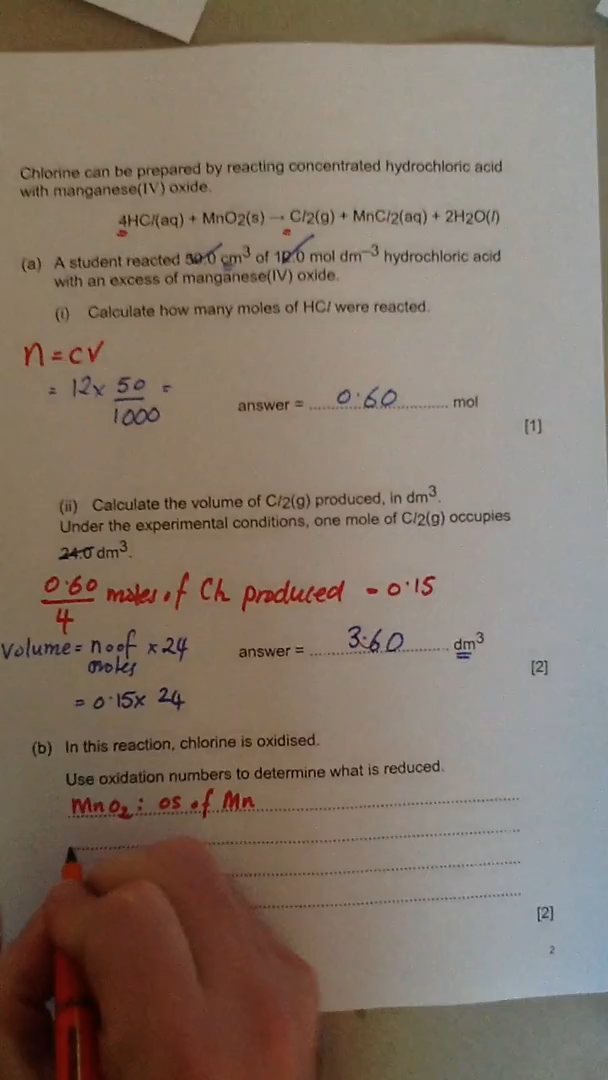 Chlorine can be prepared by reacting concentrated hydrochloric acid
with manganese(IV) oxide.
4HCl(aq) + MnO2(s) → Cl2(g) + MnCl2(aq) + 2H2O(l)
(a) A student reacted 50.0 cm3 of 12.0 mol dm−3 hydrochloric acid
with an excess of manganese(IV) oxide.
(i) Calculate how many moles of HCl were reacted.
n = cv
= 12 x 50/1000 =
answer = 0.60 mol
[1]
(ii) Calculate the volume of Cl2(g) produced, in dm3.
Under the experimental conditions, one mole of Cl2(g) occupies
24.0 dm3.
0.60/4 moles of Cl2 produced = 0.15
Volume = no of moles x 24
answer = 3.60 dm3
[2]
= 0.15 x 24
(b) In this reaction, chlorine is oxidised.
Use oxidation numbers to determine what is reduced.
MnO2 : os of Mn
[2]
2